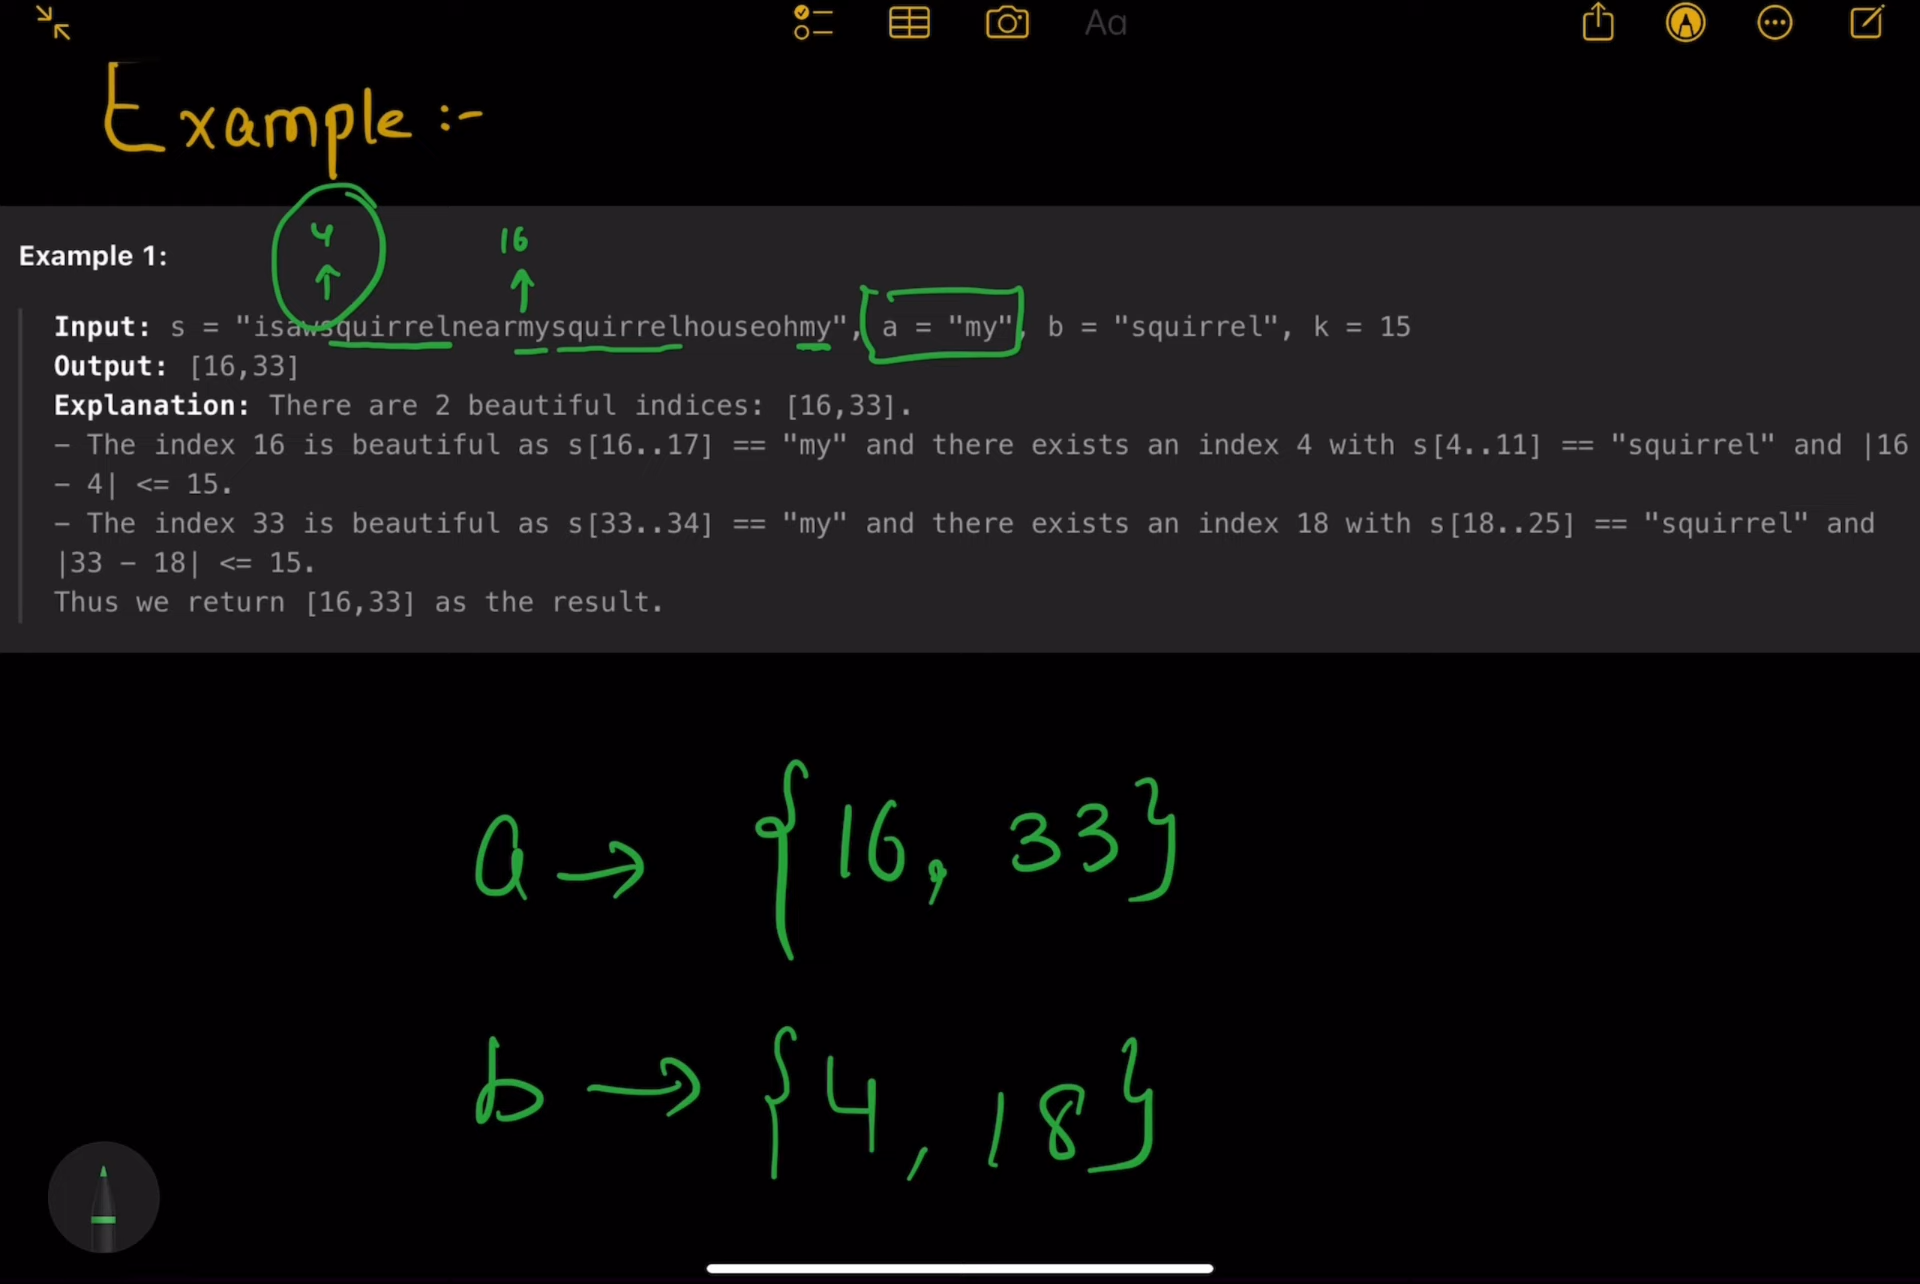 Aa
Example :-
4
16
Example 1:
Input: s = "isawsquirrelnearmysquirrelhouseohmy", a = "my", b = "squirrel", k = 15
Output: [16,33]
Explanation: There are 2 beautiful indices: [16,33].
– The index 16 is beautiful as s[16..17] == "my" and there exists an index 4 with s[4..11] == "squirrel" and |16
– 4| <= 15.
– The index 33 is beautiful as s[33..34] == "my" and there exists an index 18 with s[18..25] == "squirrel" and
|33 – 18| <= 15.
Thus we return [16,33] as the result.
a → {16, 33}
b → {4, 18}